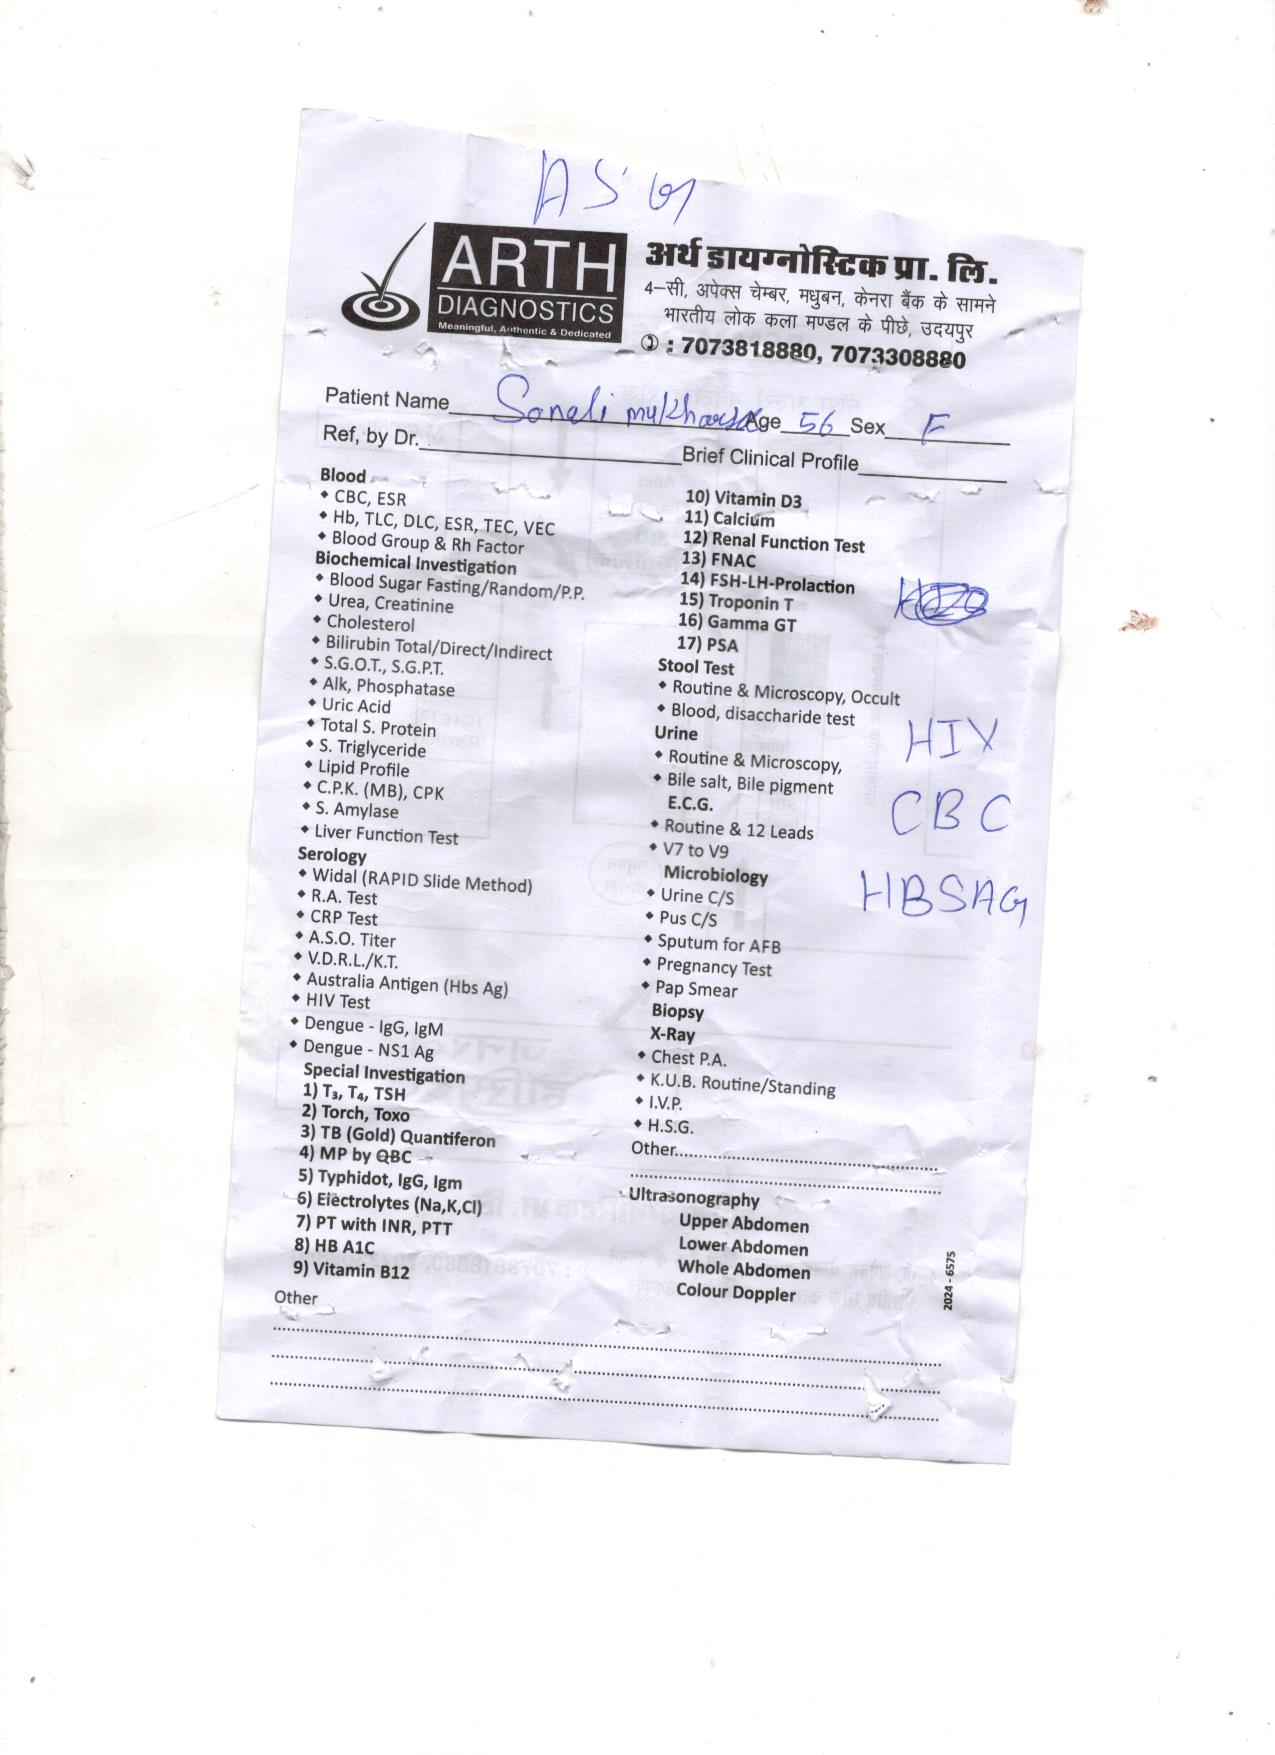 ASG
ARTH
DIAGNOSTICS
Meaningful, Authentic & Dedicated
अर्थ डायग्नोस्टिक प्रा. लि.
4–सी, अपेक्स चेम्बर, मधुबन, केनरा बैंक के सामने
भारतीय लोक कला मण्डल के पीछे, उदयपुर
: 7073818880, 7073308880
Patient Name Sonali Age 56 Sex F
Ref, by Dr. Brief Clinical Profile
Blood
CBC, ESR
Hb, TLC, DLC, ESR, TEC, VEC
Blood Group & Rh Factor
Biochemical Investigation
Blood Sugar Fasting/Random/P.P.
Urea, Creatinine
Cholesterol
Bilirubin Total/Direct/Indirect
S.G.O.T., S.G.P.T.
Alk, Phosphatase
Uric Acid
Total S. Protein
S. Triglyceride
Lipid Profile
C.P.K. (MB), CPK
S. Amylase
Liver Function Test
Serology
Widal (RAPID Slide Method)
R.A. Test
CRP Test
A.S.O. Titer
V.D.R.L./K.T.
Australia Antigen (Hbs Ag)
HIV Test
Dengue - IgG, IgM
Dengue - NS1 Ag
Special Investigation
1) T₃, T₄, TSH
2) Torch, Toxo
3) TB (Gold) Quantiferon
4) MP by QBC
5) Typhidot, IgG, Igm
6) Electrolytes (Na,K,Cl)
7) PT with INR, PTT
8) HB A1C
9) Vitamin B12
Other
10) Vitamin D3
11) Calcium
12) Renal Function Test
13) FNAC
14) FSH-LH-Prolaction
15) Troponin T
16) Gamma GT
17) PSA
Stool Test
Routine & Microscopy, Occult
Blood, disaccharide test
Urine
Routine & Microscopy,
Bile salt, Bile pigment
E.C.G.
Routine & 12 Leads
V7 to V9
Microbiology
Urine C/S
Pus C/S
Sputum for AFB
Pregnancy Test
Pap Smear
Biopsy
X-Ray
Chest P.A.
K.U.B. Routine/Standing
I.V.P.
H.S.G.
Other
Ultrasonography
Upper Abdomen
Lower Abdomen
Whole Abdomen
Colour Doppler
HIV
CBC
HBSAG
2024 - 6575